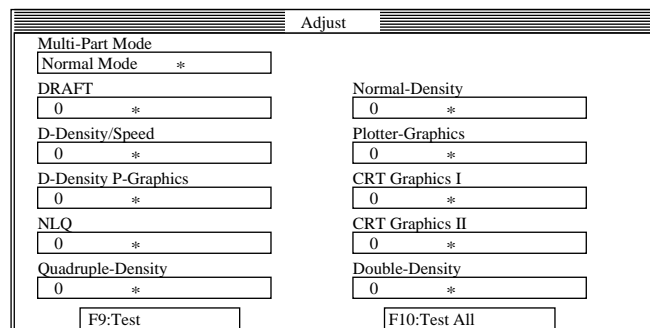 Adjust
Multi-Part Mode
Normal Mode *
DRAFT Normal-Density
0 * 0 *
D-Density/Speed Plotter-Graphics
0 * 0 *
D-Density P-Graphics CRT Graphics I
0 * 0 *
NLQ CRT Graphics II
0 * 0 *
Quadruple-Density Double-Density
0 * 0 *
F9:Test F10:Test All